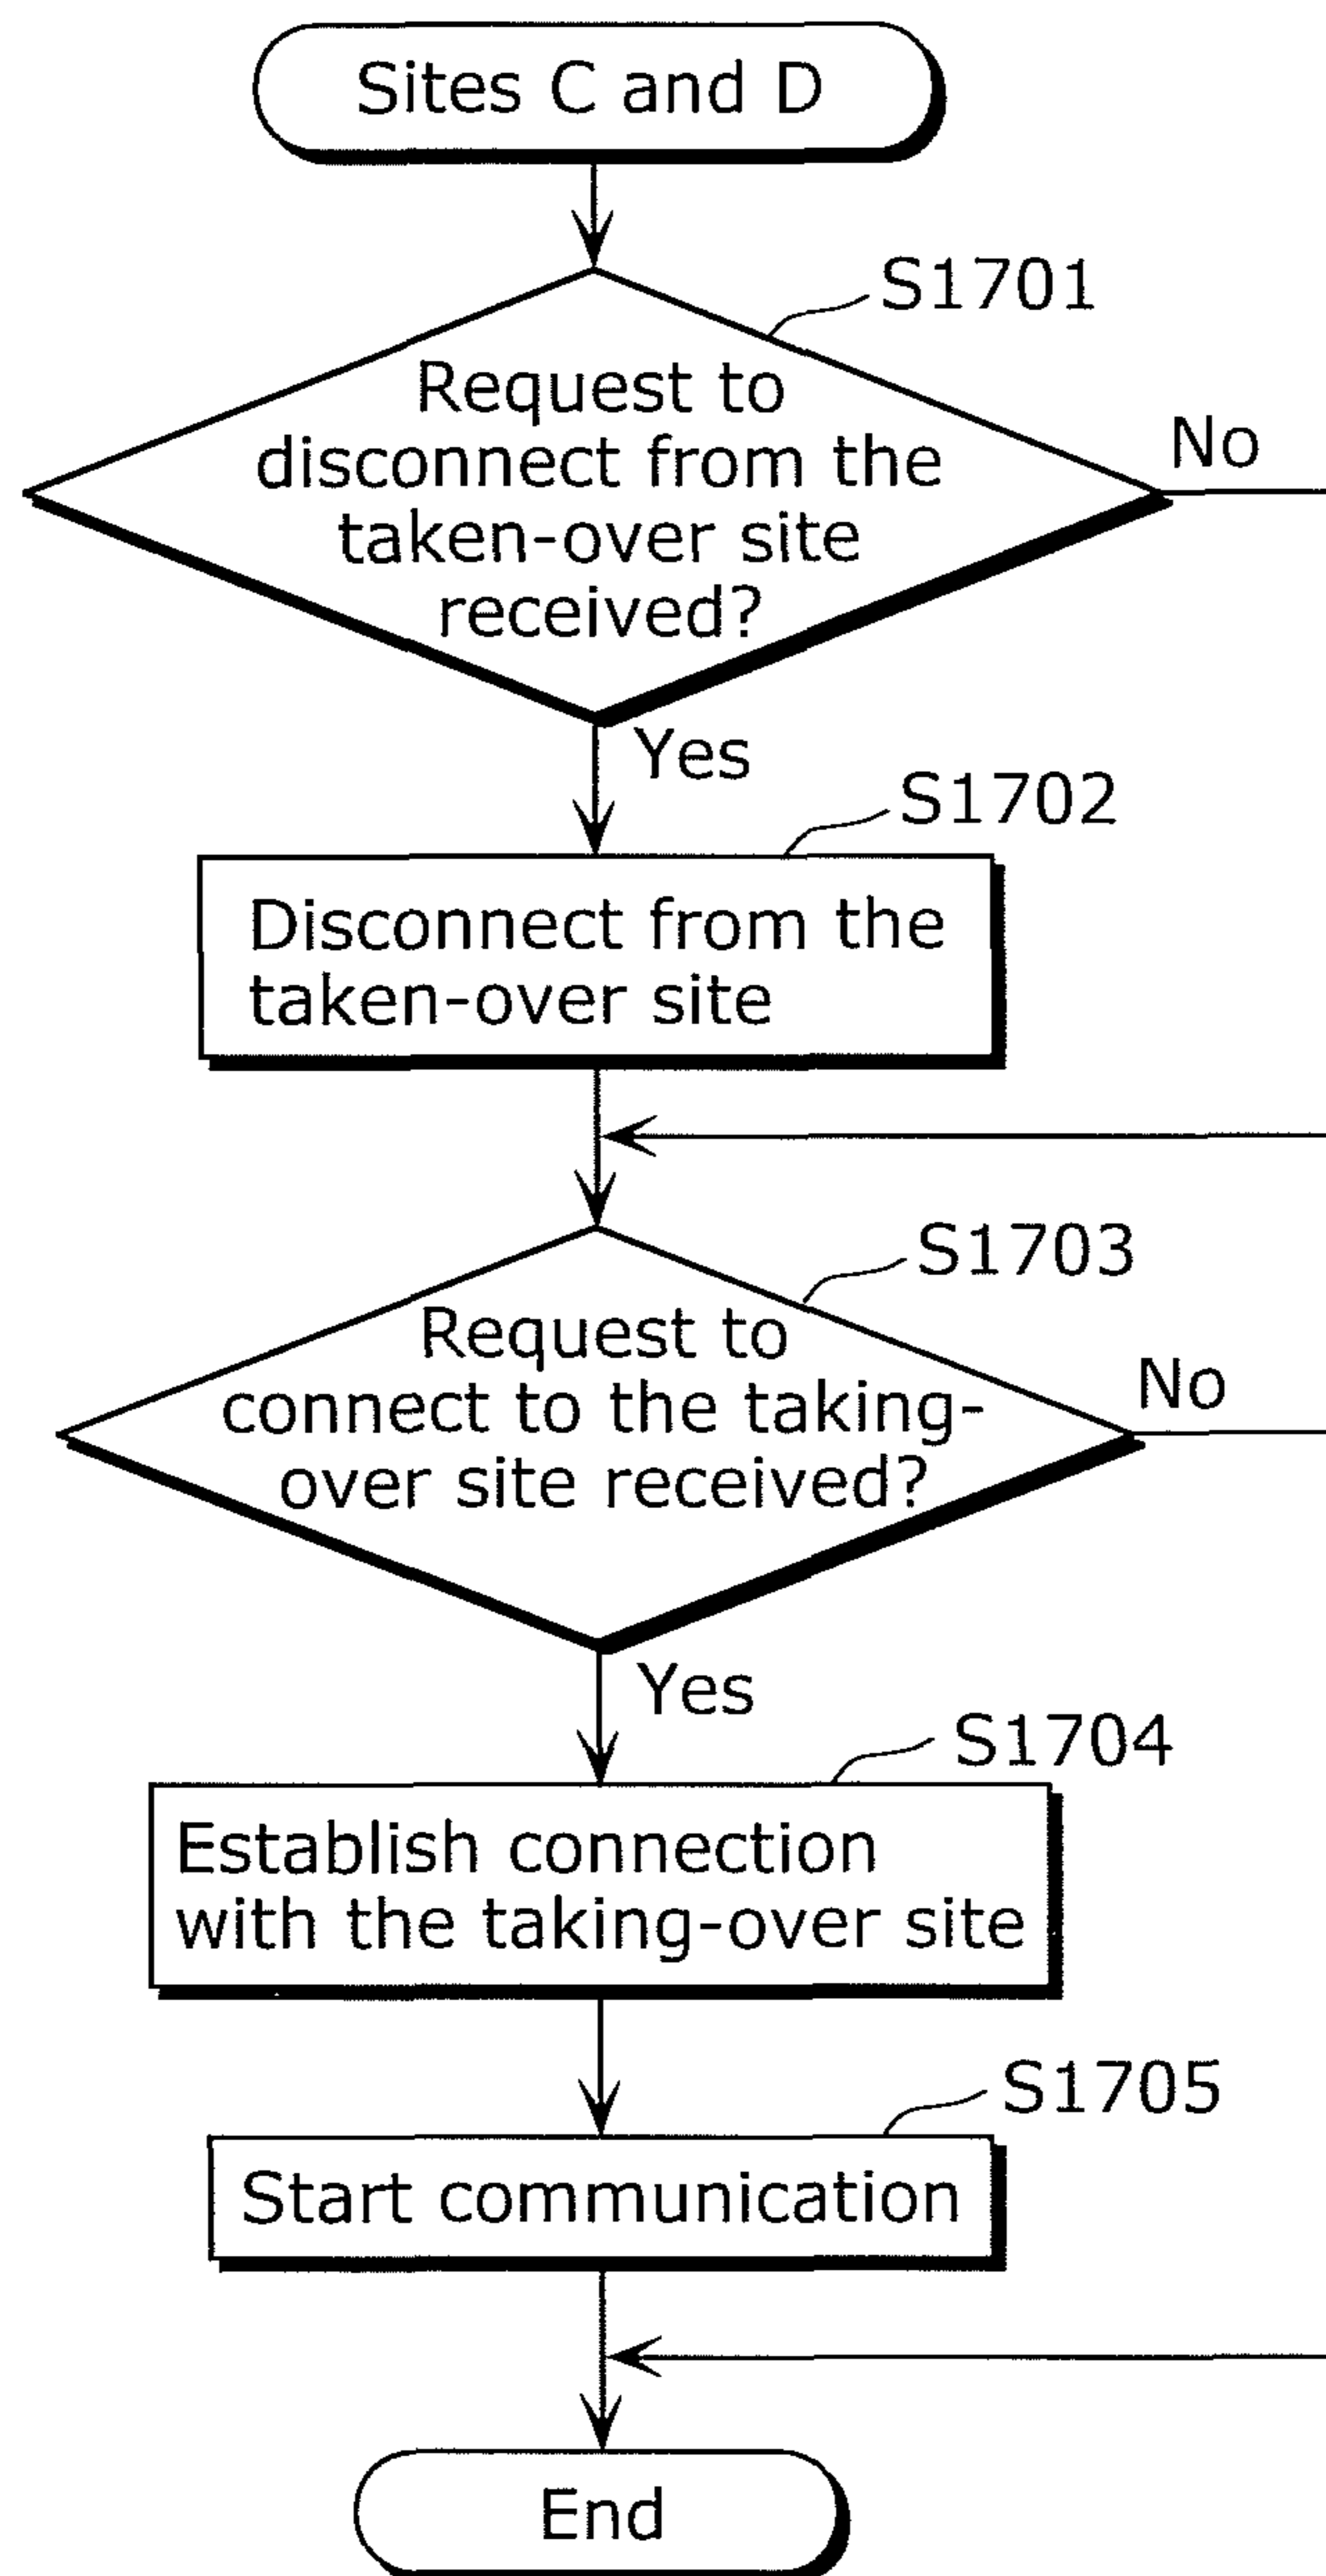 Sites C and D
S1701
Request to
disconnect from the
taken-over site
received?
No
Yes
S1702
Disconnect from the
taken-over site
S1703
Request to
connect to the taking-
over site received?
No
Yes
S1704
Establish connection
with the taking-over site
S1705
Start communication
End